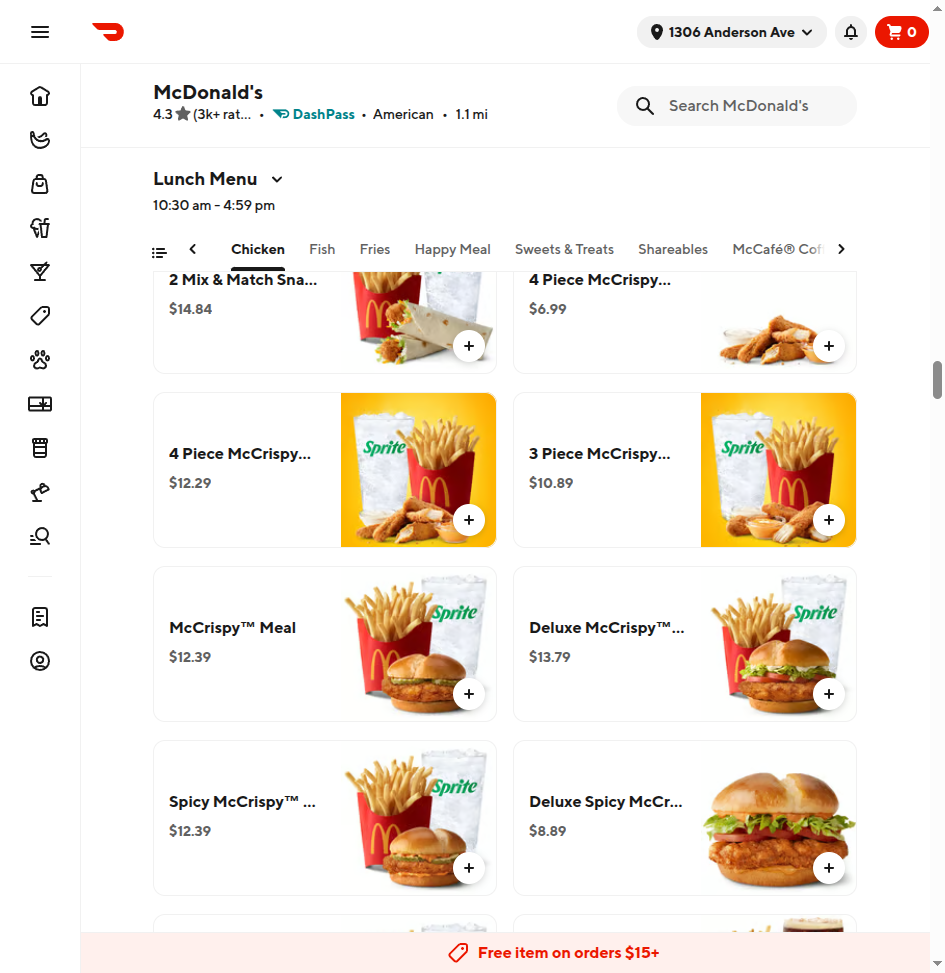 1306 Anderson Ave
0
McDonald's
4.3 (3k+ rat... • DashPass • American • 1.1 mi
Search McDonald's
Lunch Menu
10:30 am - 4:59 pm
Chicken Fish Fries Happy Meal Sweets & Treats Shareables McCafé® Cof
2 Mix & Match Sna...
$14.84
4 Piece McCrispy...
$6.99
4 Piece McCrispy...
$12.29
Sprite
3 Piece McCrispy...
$10.89
Sprite
McCrispy™ Meal
$12.39
Sprite
Deluxe McCrispy™...
$13.79
Sprite
Spicy McCrispy™ ...
$12.39
Sprite
Deluxe Spicy McCr...
$8.89
Free item on orders $15+